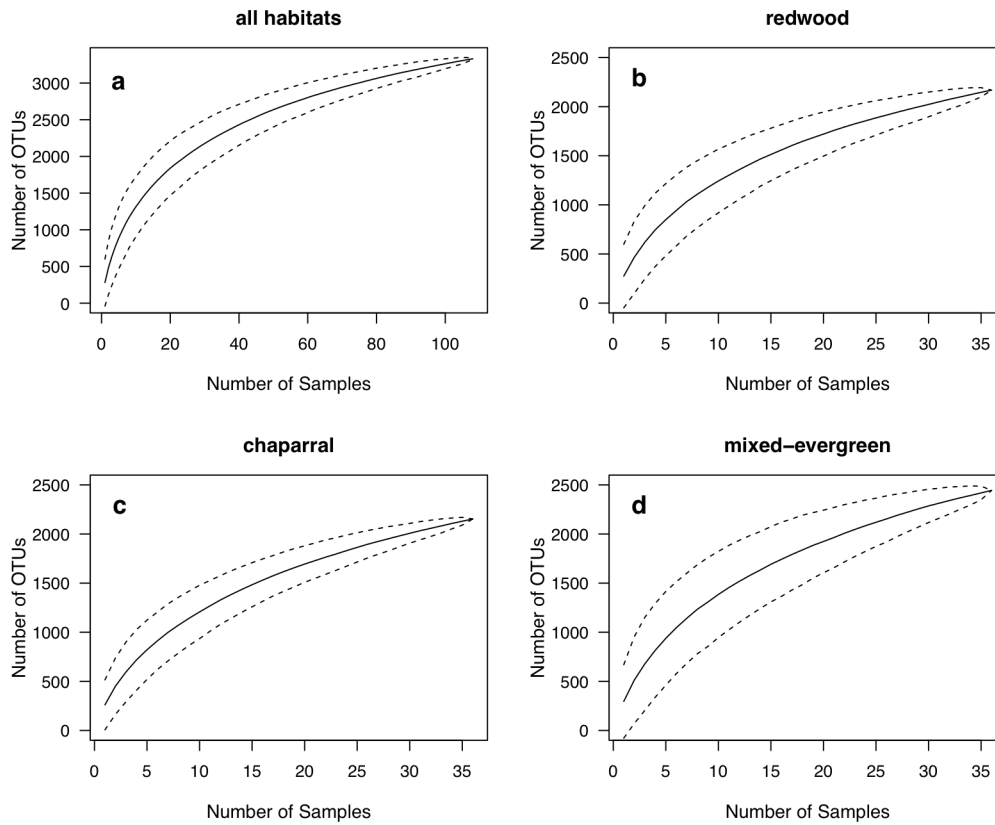 all habitats
a
Number of OTUs
3000
2500
2000
1500
1000
500
0
0 20 40 60 80 100
Number of Samples
redwood
b
Number of OTUs
2500
2000
1500
1000
500
0
0 5 10 15 20 25 30 35
Number of Samples
chaparral
c
Number of OTUs
2500
2000
1500
1000
500
0
0 5 10 15 20 25 30 35
Number of Samples
mixed−evergreen
d
Number of OTUs
2500
2000
1500
1000
500
0
0 5 10 15 20 25 30 35
Number of Samples